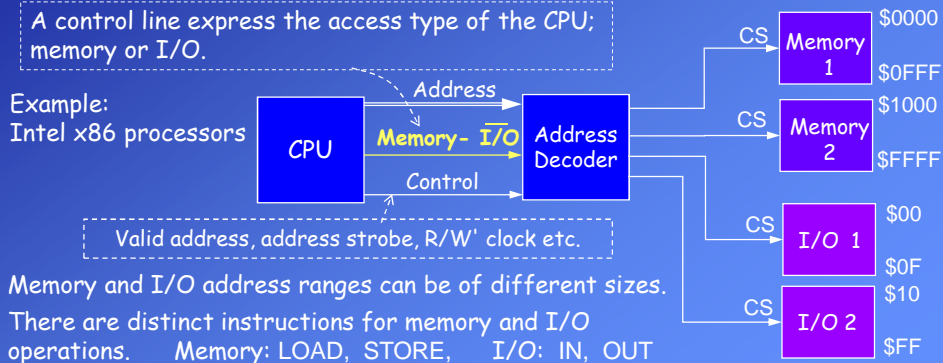 A control line express the access type of the CPU;
memory or I/O.
Example:
Intel x86 processors
CPU
Address
Memory- I/O
Control
Address
Decoder
CS
Memory
1
$0000
$0FFF
CS
Memory
2
$1000
$FFFF
CS
I/O 1
$00
$0F
CS
I/O 2
$10
$FF
Valid address, address strobe, R/W' clock etc.
Memory and I/O address ranges can be of different sizes.
There are distinct instructions for memory and I/O
operations. Memory: LOAD, STORE, I/O: IN, OUT